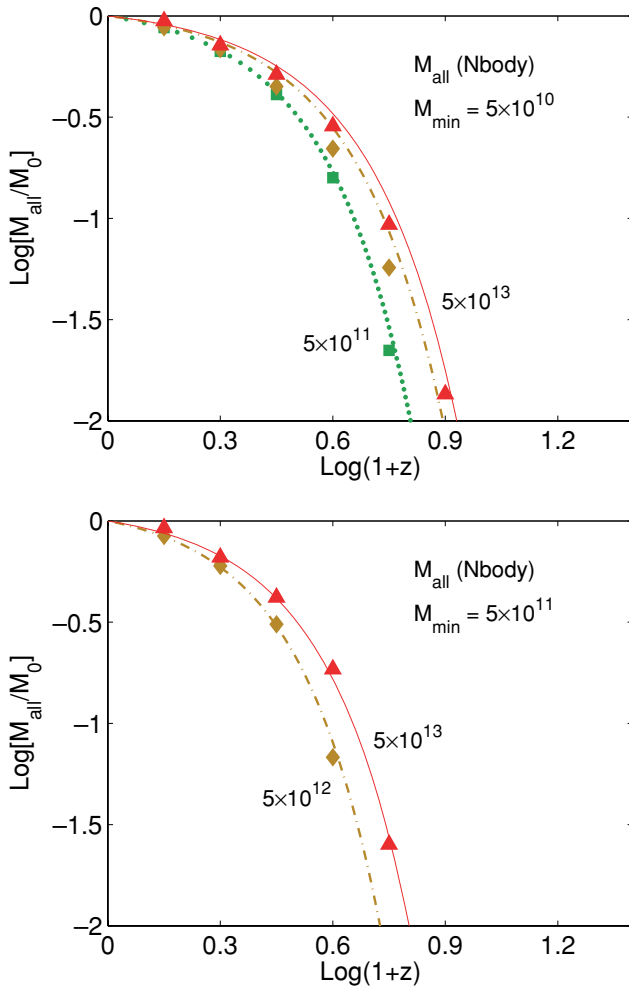 0
−0.5
−1
−1.5
−2
Log[M_all/M_0]
M_all (Nbody)
M_min = 5×10^10
5×10^13
5×10^11
0 0.3 0.6 0.9 1.2
Log(1+z)
0
−0.5
−1
−1.5
−2
Log[M_all/M_0]
M_all (Nbody)
M_min = 5×10^11
5×10^13
5×10^12
0 0.3 0.6 0.9 1.2
Log(1+z)